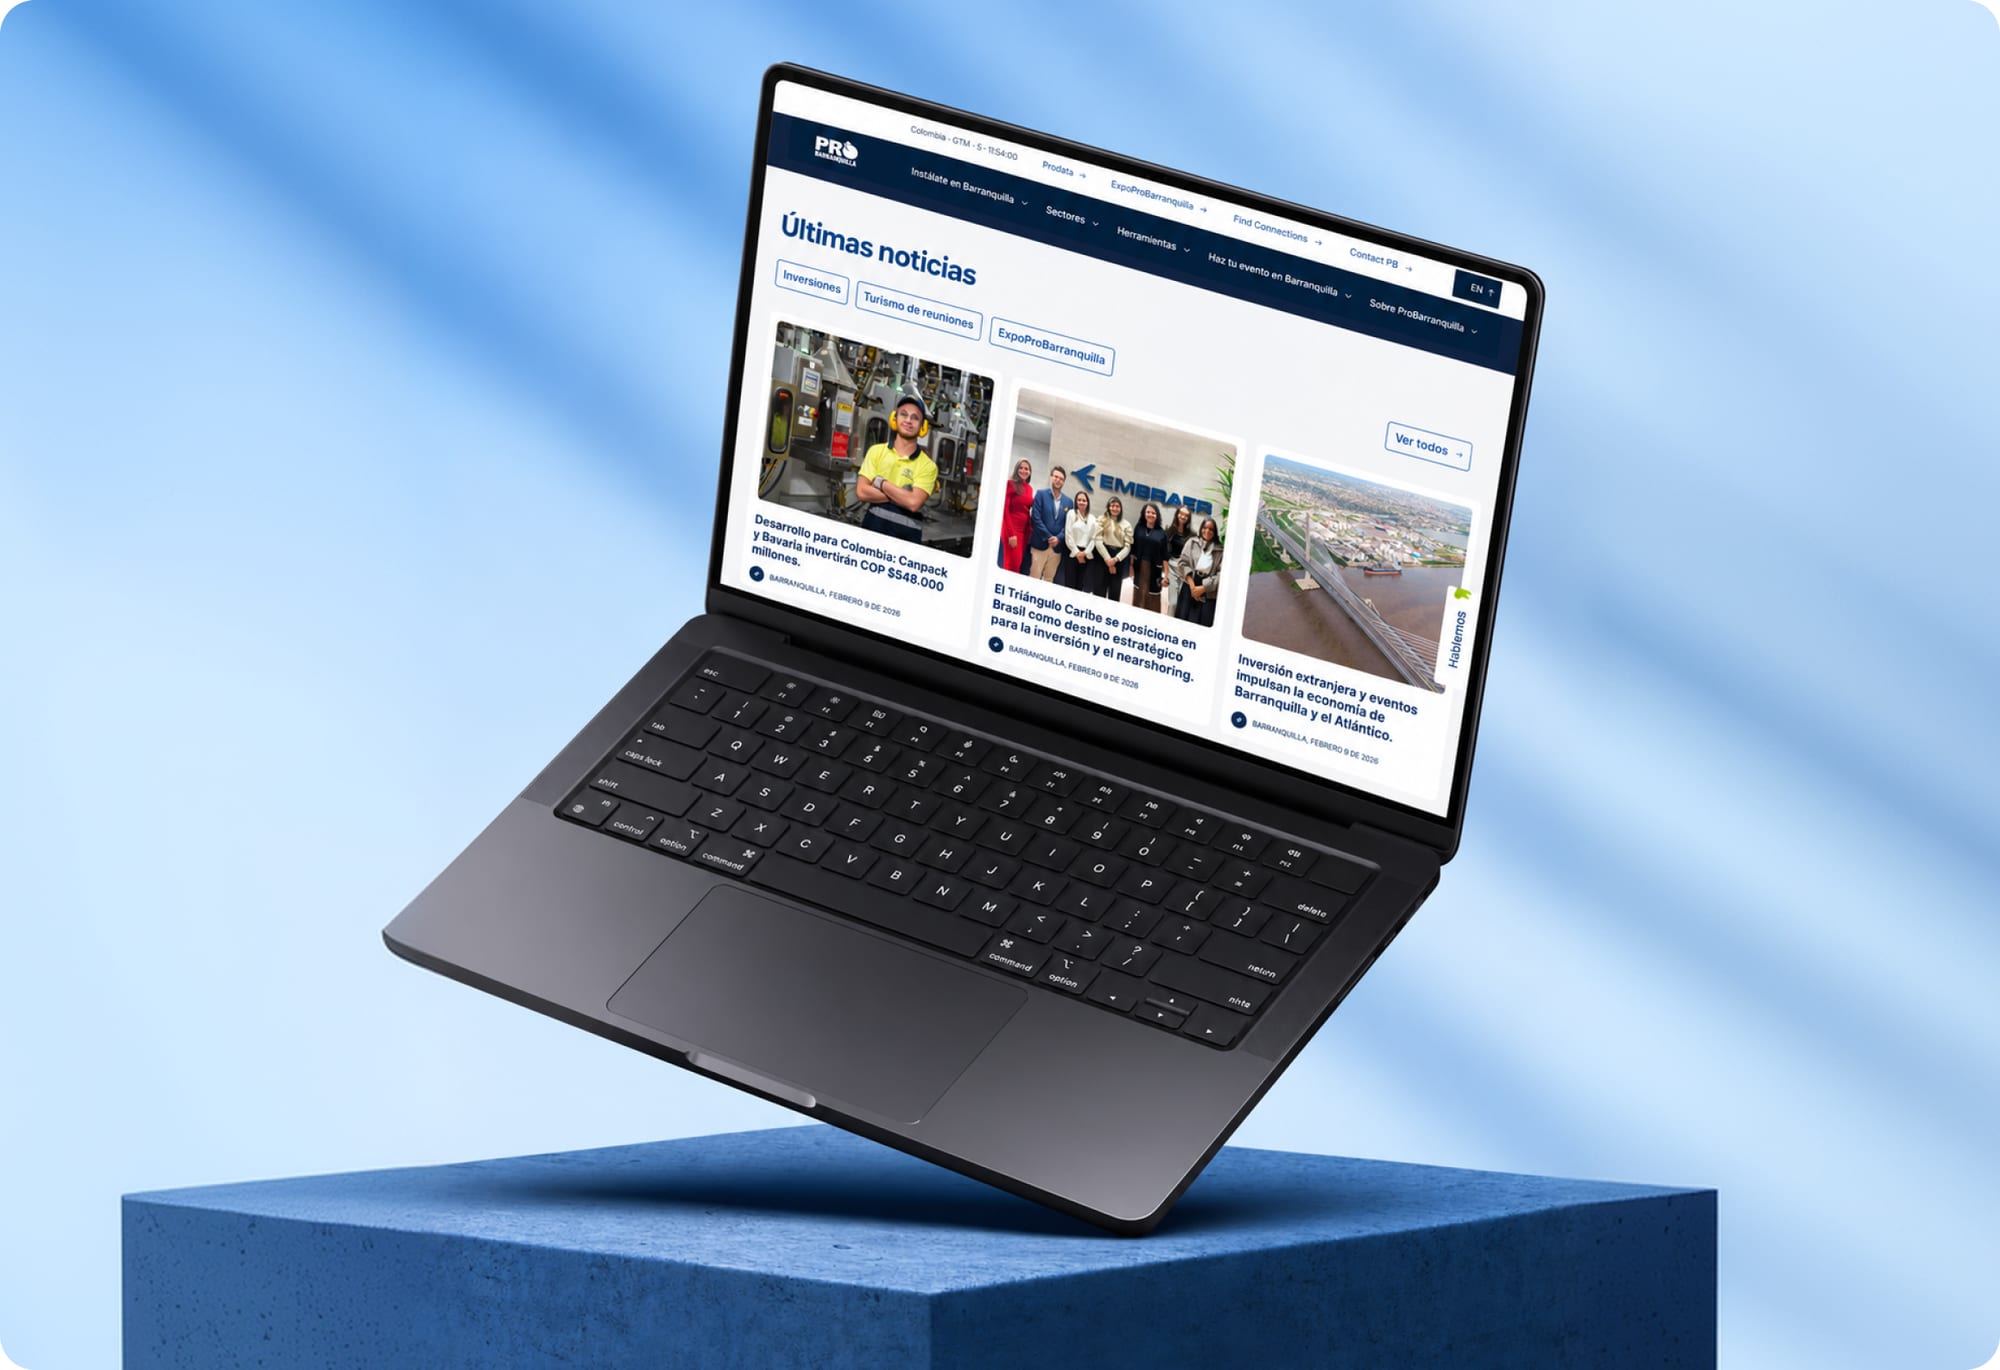 Colombia - GTM - 5 - 11:54:00
Prodata →
ExpoProBarranquilla →
Find Connections →
Contact PB →
EN ↑
PRO
BARRANQUILLA
Instálate en Barranquilla
Sectores
Herramientas
Haz tu evento en Barranquilla
Sobre ProBarranquilla
Últimas noticias
Inversiones
Turismo de reuniones
ExpoProBarranquilla
Ver todos →
EMBRAER
Desarrollo para Colombia: Canpack
y Bavaria invertirán COP $548.000
millones.
BARRANQUILLA, FEBRERO 9 DE 2026
El Triángulo Caribe se posiciona en
Brasil como destino estratégico
para la inversión y el nearshoring.
BARRANQUILLA, FEBRERO 9 DE 2026
Inversión extranjera y eventos
impulsan la economía de
Barranquilla y el Atlántico.
BARRANQUILLA, FEBRERO 9 DE 2026
Hablemos
esc
tab
Q W E R T Y U I O P
caps lock
A S D F G H J K L
shift
Z X C V B N M
control
option
command
command
option
delete